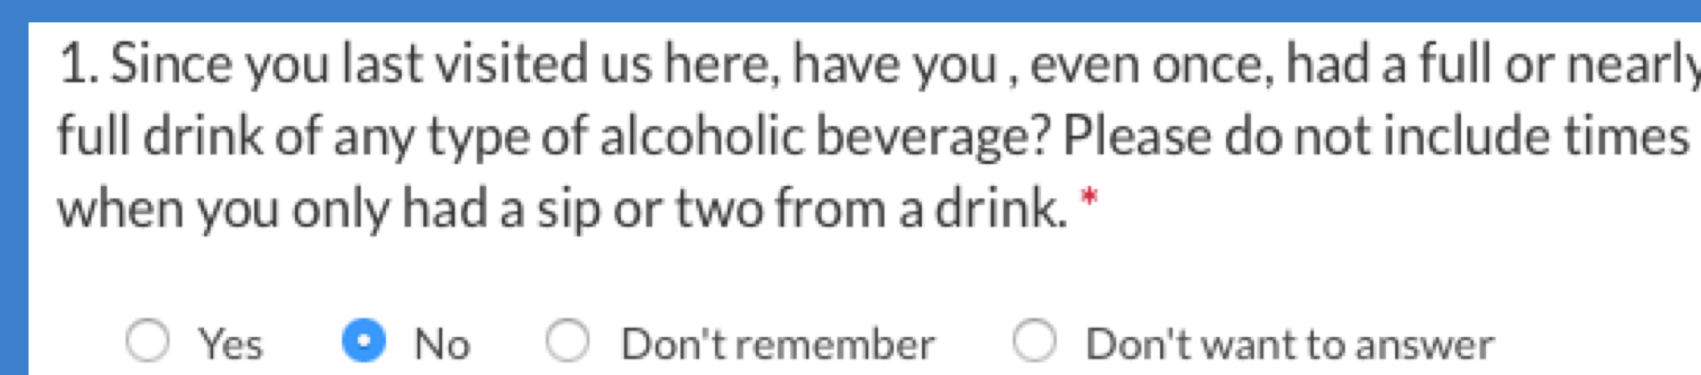 1. Since you last visited us here, have you , even once, had a full or nearly
full drink of any type of alcoholic beverage? Please do not include times
when you only had a sip or two from a drink. *
Yes No Don't remember Don't want to answer